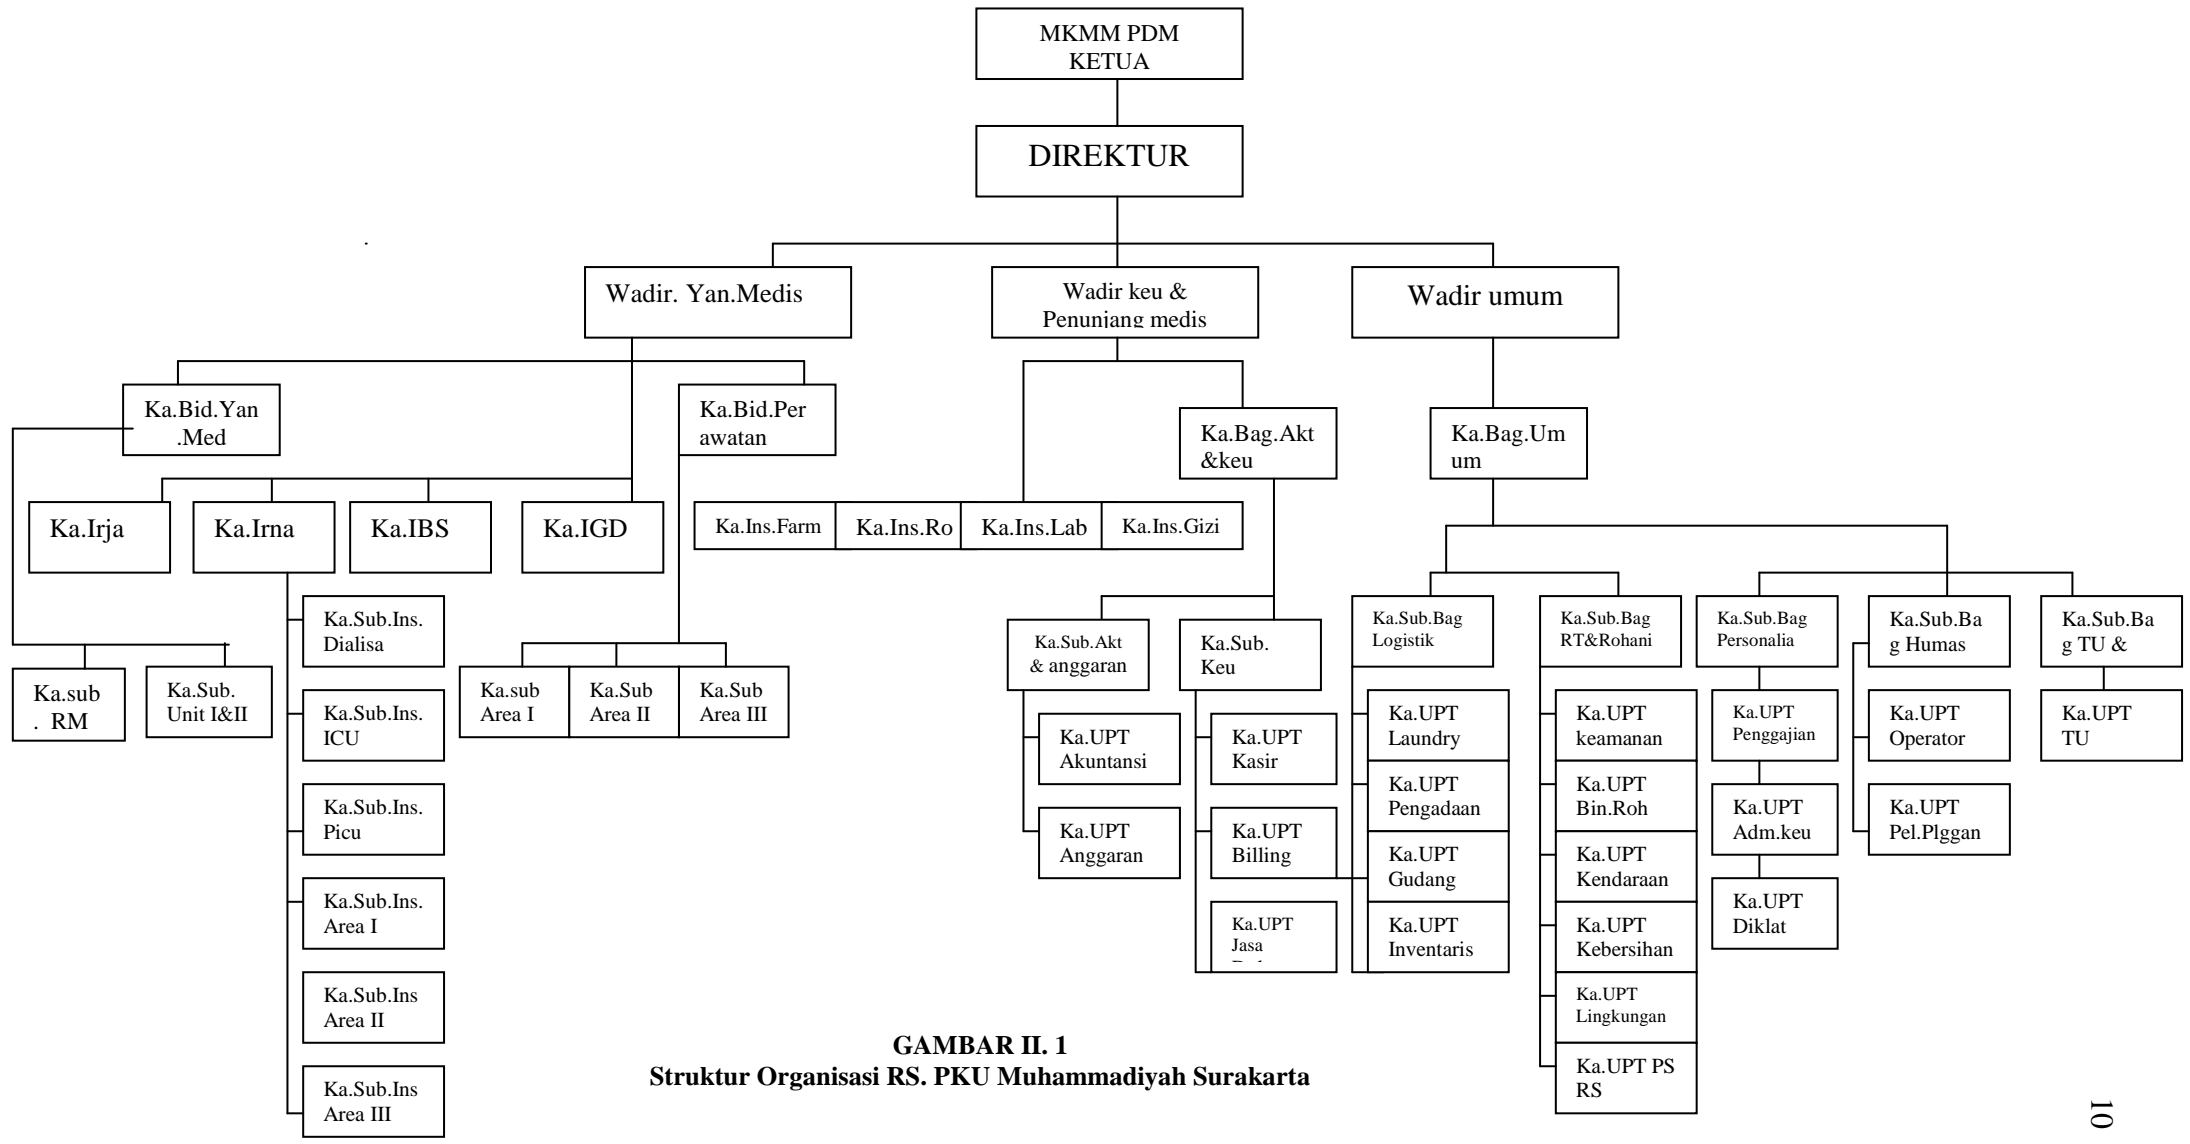 MKMM PDM
KETUA
DIREKTUR
.
Wadir. Yan.Medis
Wadir keu &
Penunjang medis
Wadir umum
Ka.Bid.Yan
.Med
Ka.Bid.Per
awatan
Ka.Bag.Akt
&keu
Ka.Bag.Um
um
Ka.Irja
Ka.Irna
Ka.IBS
Ka.IGD
Ka.Ins.Farm
Ka.Ins.Ro
Ka.Ins.Lab
Ka.Ins.Gizi
Ka.sub
. RM
Ka.Sub.
Unit I&II
Ka.Sub.Ins.
Dialisa
Ka.Sub.Ins.
ICU
Ka.Sub.Ins.
Picu
Ka.Sub.Ins.
Area I
Ka.Sub.Ins
Area II
Ka.Sub.Ins
Area III
Ka.sub
Area I
Ka.Sub
Area II
Ka.Sub
Area III
Ka.Sub.Akt
& anggaran
Ka.UPT
Akuntansi
Ka.UPT
Anggaran
Ka.Sub.
Keu
Ka.UPT
Kasir
Ka.UPT
Billing
Ka.UPT
Jasa
Ka.Sub.Bag
Logistik
Ka.UPT
Laundry
Ka.UPT
Pengadaan
Ka.UPT
Gudang
Ka.UPT
Inventaris
Ka.Sub.Bag
RT&Rohani
Ka.UPT
keamanan
Ka.UPT
Bin.Roh
Ka.UPT
Kendaraan
Ka.UPT
Kebersihan
Ka.UPT
Lingkungan
Ka.UPT PS
RS
Ka.Sub.Bag
Personalia
Ka.UPT
Penggajian
Ka.UPT
Adm.keu
Ka.UPT
Diklat
Ka.Sub.Ba
g Humas
Ka.UPT
Operator
Ka.UPT
Pel.Plggan
Ka.Sub.Ba
g TU &
Ka.UPT
TU
GAMBAR II. 1
Struktur Organisasi RS. PKU Muhammadiyah Surakarta
10